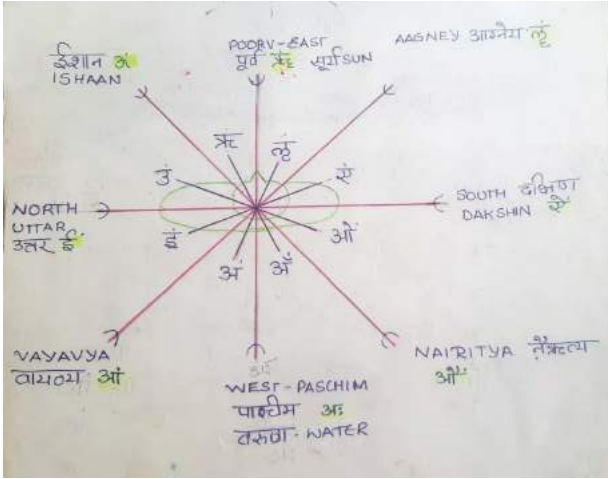 ईशान अं
ISHAAN
POORV-EAST
पूर्व ऋं सूर्य SUN
AAGNEY आग्नेय लृं
ऋं
लृं
उं
एं
NORTH
UTTAR
उत्तर ईं
SOUTH दक्षिण
DAKSHIN ऐं
इं
ओं
अं
अँ
VAYAVYA
वायव्य आं
WEST-PASCHIM
पाश्चीम अः
वरुण-WATER
NAIRITYA नैऋत्य
औं